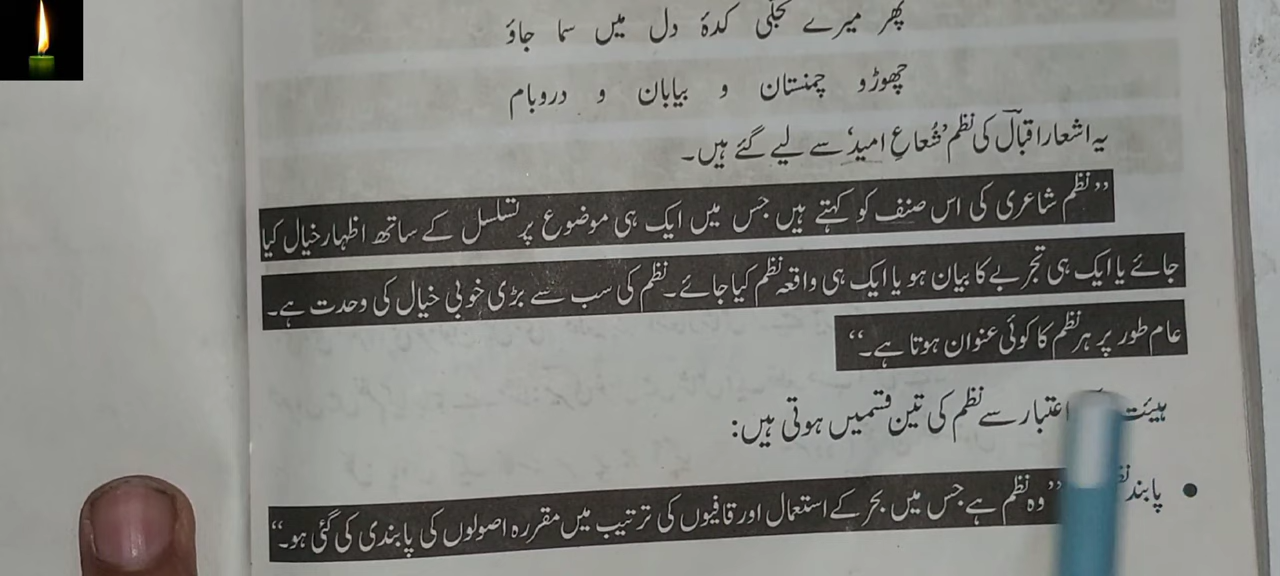 پھر میرے تجلّی کدۂ دل میں سما جاؤ
چھوڑو چمنستان و بیابان و در و بام
یہ اشعار اقبالؔ کی نظم ’شُعاعِ امید‘ سے لیے گئے ہیں۔
”نظم شاعری کی اس صنف کو کہتے ہیں جس میں ایک ہی موضوع پر تسلسل کے ساتھ اظہار خیال کیا
جائے یا ایک ہی تجربے کا بیان ہو یا ایک ہی واقعہ نظم کیا جائے۔ نظم کی سب سے بڑی خوبی خیال کی وحدت ہے۔
عام طور پر ہر نظم کا کوئی عنوان ہوتا ہے۔“
ہیئت اعتبار سے نظم کی تین قسمیں ہوتی ہیں:
• پابند ”وہ نظم ہے جس میں بحر کے استعمال اور قافیوں کی ترتیب میں مقررہ اصولوں کی پابندی کی گئی ہو۔“